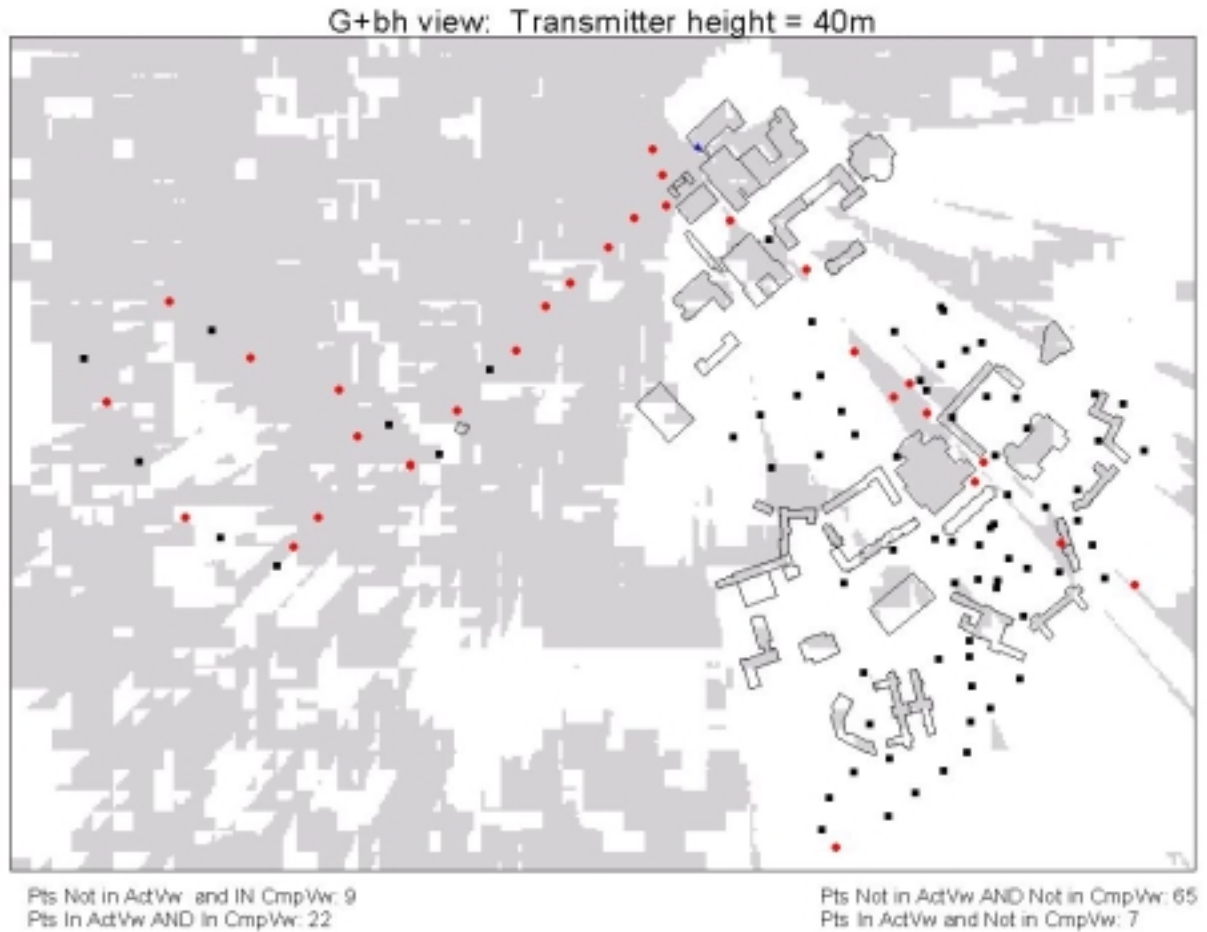 G+bh view: Transmitter height = 40m
Pts Not in ActVw and IN CmpVw: 9
Pts In ActVw AND In CmpVw: 22
Pts Not in ActVw AND Not in CmpVw: 65
Pts In ActVw and Not in CmpVw: 7